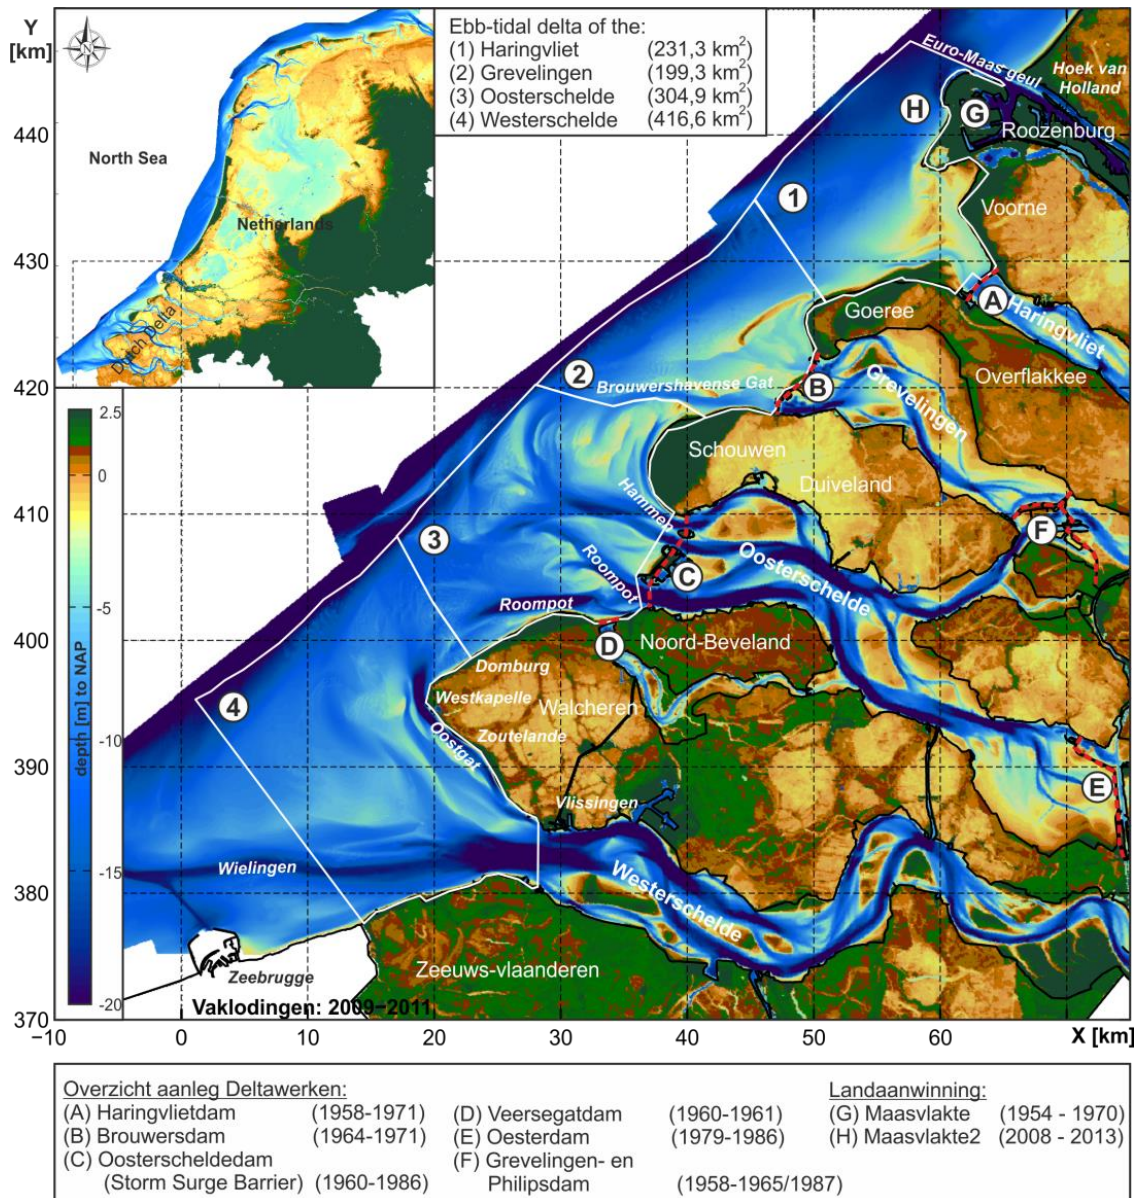 Y
[km]
N
North Sea
Netherlands
Dutch Delta
Ebb-tidal delta of the:
(1) Haringvliet (231,3 km²)
(2) Grevelingen (199,3 km²)
(3) Oosterschelde (304,9 km²)
(4) Westerschelde (416,6 km²)
Euro-Maas geul
Hoek van
Holland
H
G
Roozenburg
440
1
Voorne
430
A
Haringvliet
Goeree
Overflakkee
420
2
Brouwershavense Gat
B
Grevelingen
Schouwen
Duiveland
2.5
0
-5
-10
-15
-20
depth [m] to NAP
410
Hammen
F
3
Roompot
C
Oosterschelde
Roompot
400
D
Noord-Beveland
Domburg
Westkapelle
Walcheren
4
Oostgat
Zoutelande
390
E
Vlissingen
Wielingen
380
Westerschelde
Zeebrugge
Zeeuws-vlaanderen
Vaklodingen: 2009−2011
370
−10 0 10 20 30 40 50 60 X [km]
Overzicht aanleg Deltawerken:
(A) Haringvlietdam (1958-1971)
(B) Brouwersdam (1964-1971)
(C) Oosterscheldedam
(Storm Surge Barrier) (1960-1986)
(D) Veersegatdam (1960-1961)
(E) Oesterdam (1979-1986)
(F) Grevelingen- en
Philipsdam (1958-1965/1987)
Landaanwinning:
(G) Maasvlakte (1954 - 1970)
(H) Maasvlakte2 (2008 - 2013)